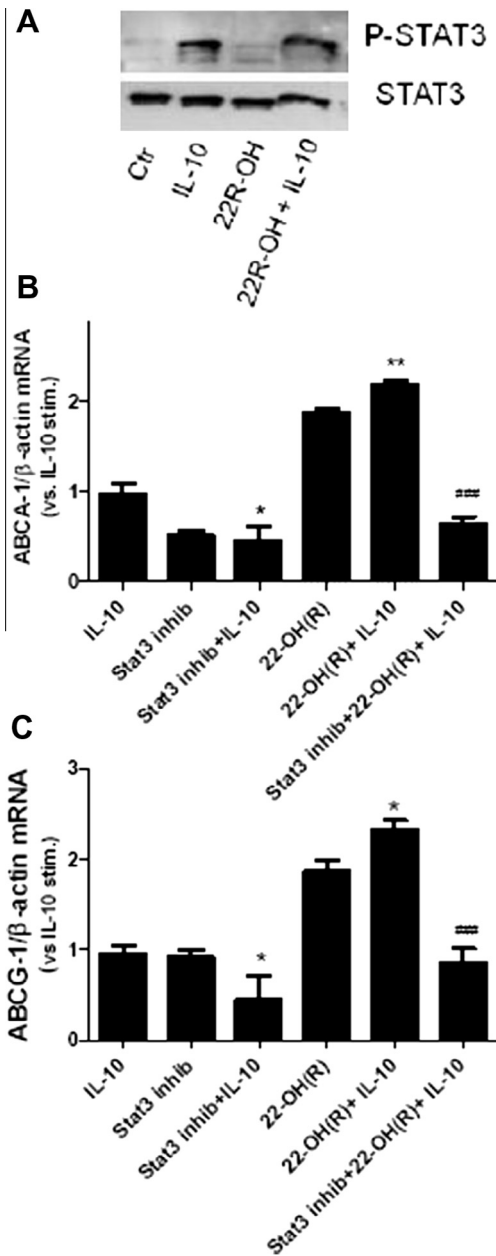 A
P-STAT3
STAT3
Ctr
IL-10
22R-OH
22R-OH + IL-10
B
ABCA-1/β-actin mRNA
(vs. IL-10 stim.)
2
1
0
*
**
###
IL-10
Stat3 inhib
Stat3 inhib+IL-10
22-OH(R)
22-OH(R)+ IL-10
Stat3 inhib+22-OH(R)+ IL-10
C
ABCG-1/β-actin mRNA
(vs IL-10 stim.)
3
2
1
0
*
*
###
IL-10
Stat3 inhib
Stat3 inhib+IL-10
22-OH(R)
22-OH(R)+ IL-10
Stat3 inhib+22-OH(R)+ IL-10